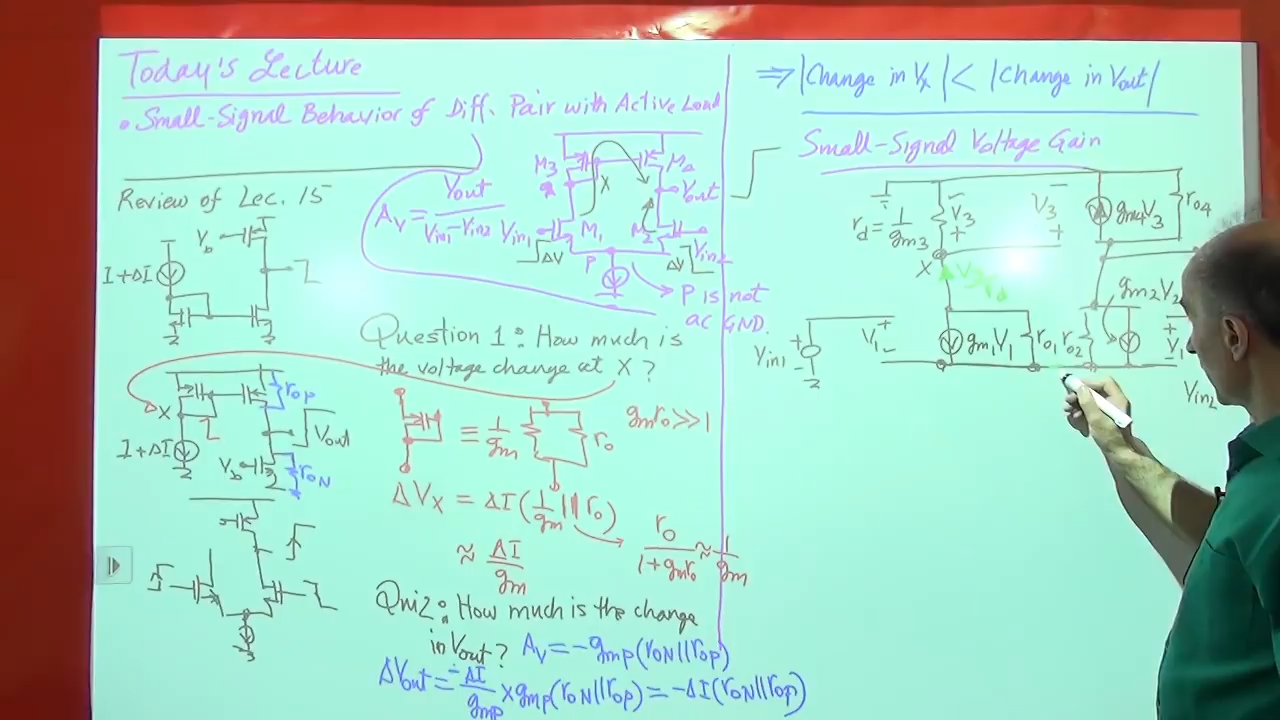 Today's Lecture
• Small-Signal Behavior of Diff. Pair with Active Load
Review of Lec. 15
Vb
I+ΔI
M3
M4
X
Vout
AV = Vout / Vin1-Vin2
Vin1
M1
M2
Vin2
ΔV
P
ΔV
P is not
ac GND.
Question 1: How much is
the voltage change at X?
X
rop
I+ΔI
Vout
Vb
roN
≡ 1/gm
ro
gmro>>1
ΔVX = ΔI(1/gm || ro)
ro / 1+gmro ≈ 1/gm
≈ ΔI/gm
Quiz: How much is the change
in Vout? AV = -gmp(roN||rop)
ΔVout = -ΔI/gmp × gmp(roN||rop) = -ΔI(roN||rop)
⇒ |Change in Vx| < |Change in Vout|
Small-Signal Voltage Gain
rd = 1/gm3
- V3 +
- V3 +
gm4V3
ro4
X
gm2V2
Vin1
+
-
V1
+
-
gm1V1
ro1
ro2
Vin2